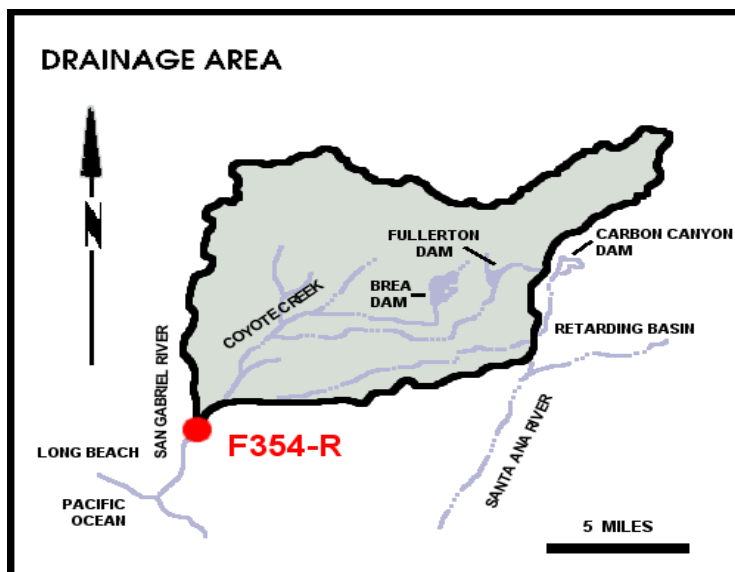 DRAINAGE AREA
N
FULLERTON
DAM
CARBON CANYON
DAM
BREA
DAM
COYOTE CREEK
RETARDING BASIN
SAN GABRIEL RIVER
F354-R
LONG BEACH
SANTA ANA RIVER
PACIFIC
OCEAN
5 MILES